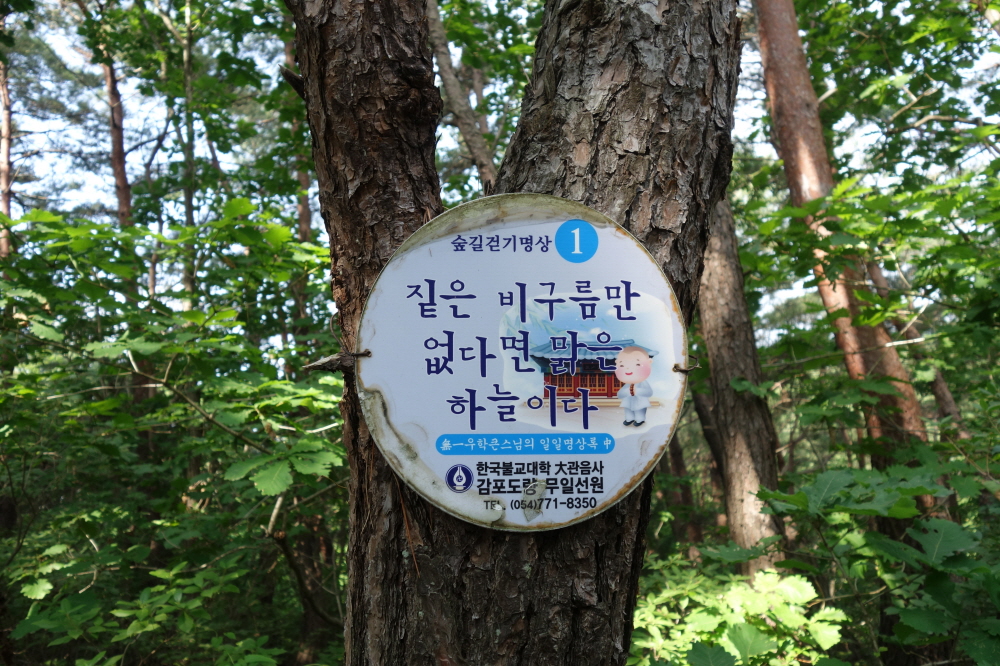 숲길걷기명상 1
짙은 비구름만
없다면 맑은
하늘이다
無一우학큰스님의 일일명상록 中
한국불교대학 大관음사
감포도량 무일선원
TEL. (054)771-8350